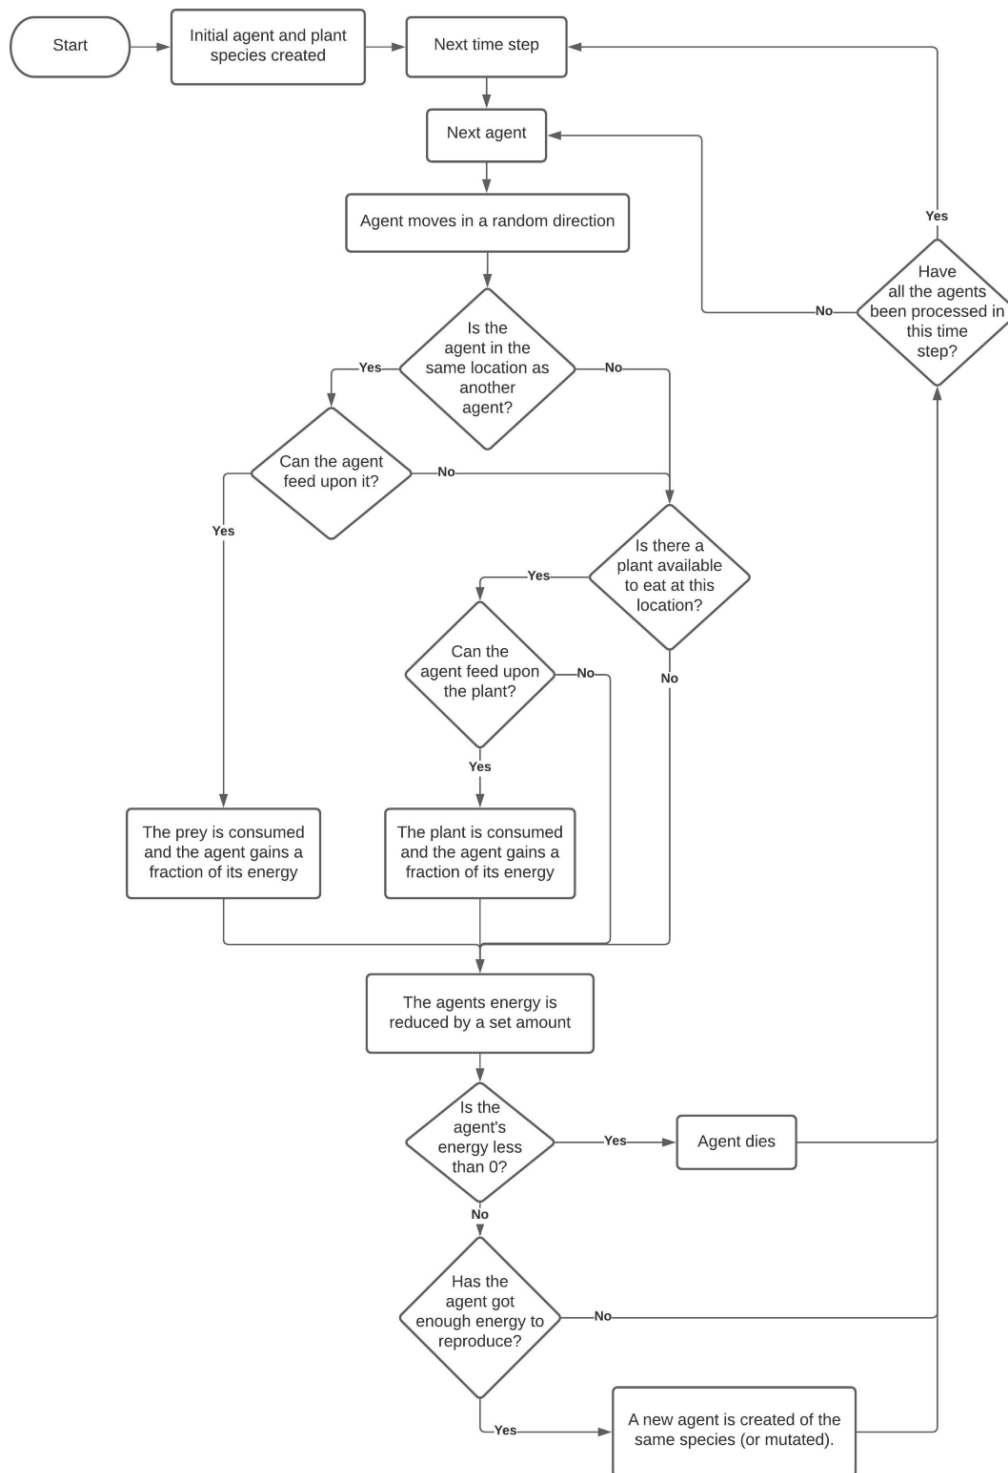 Start
Initial agent and plant
species created
Next time step
Next agent
Agent moves in a random direction
Yes
Have
all the agents
been processed in
this time
step?
No
Is the
agent in the
same location as
another
agent?
Yes
No
Can the agent
feed upon it?
No
Yes
Is there a
plant available
to eat at this
location?
Yes
No
Can the
agent feed upon
the plant?
No
Yes
The prey is consumed
and the agent gains a
fraction of its energy
The plant is consumed
and the agent gains a
fraction of its energy
The agents energy is
reduced by a set amount
Is the
agent's
energy less
than 0?
Yes
Agent dies
No
Has the
agent got
enough energy to
reproduce?
No
Yes
A new agent is created of the
same species (or mutated).